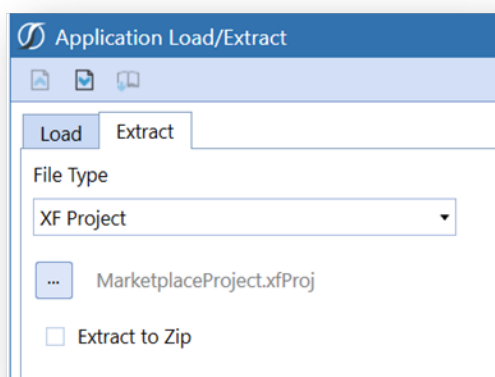 Application Load/Extract
Load Extract
File Type
XF Project
...
MarketplaceProject.xfProj
Extract to Zip